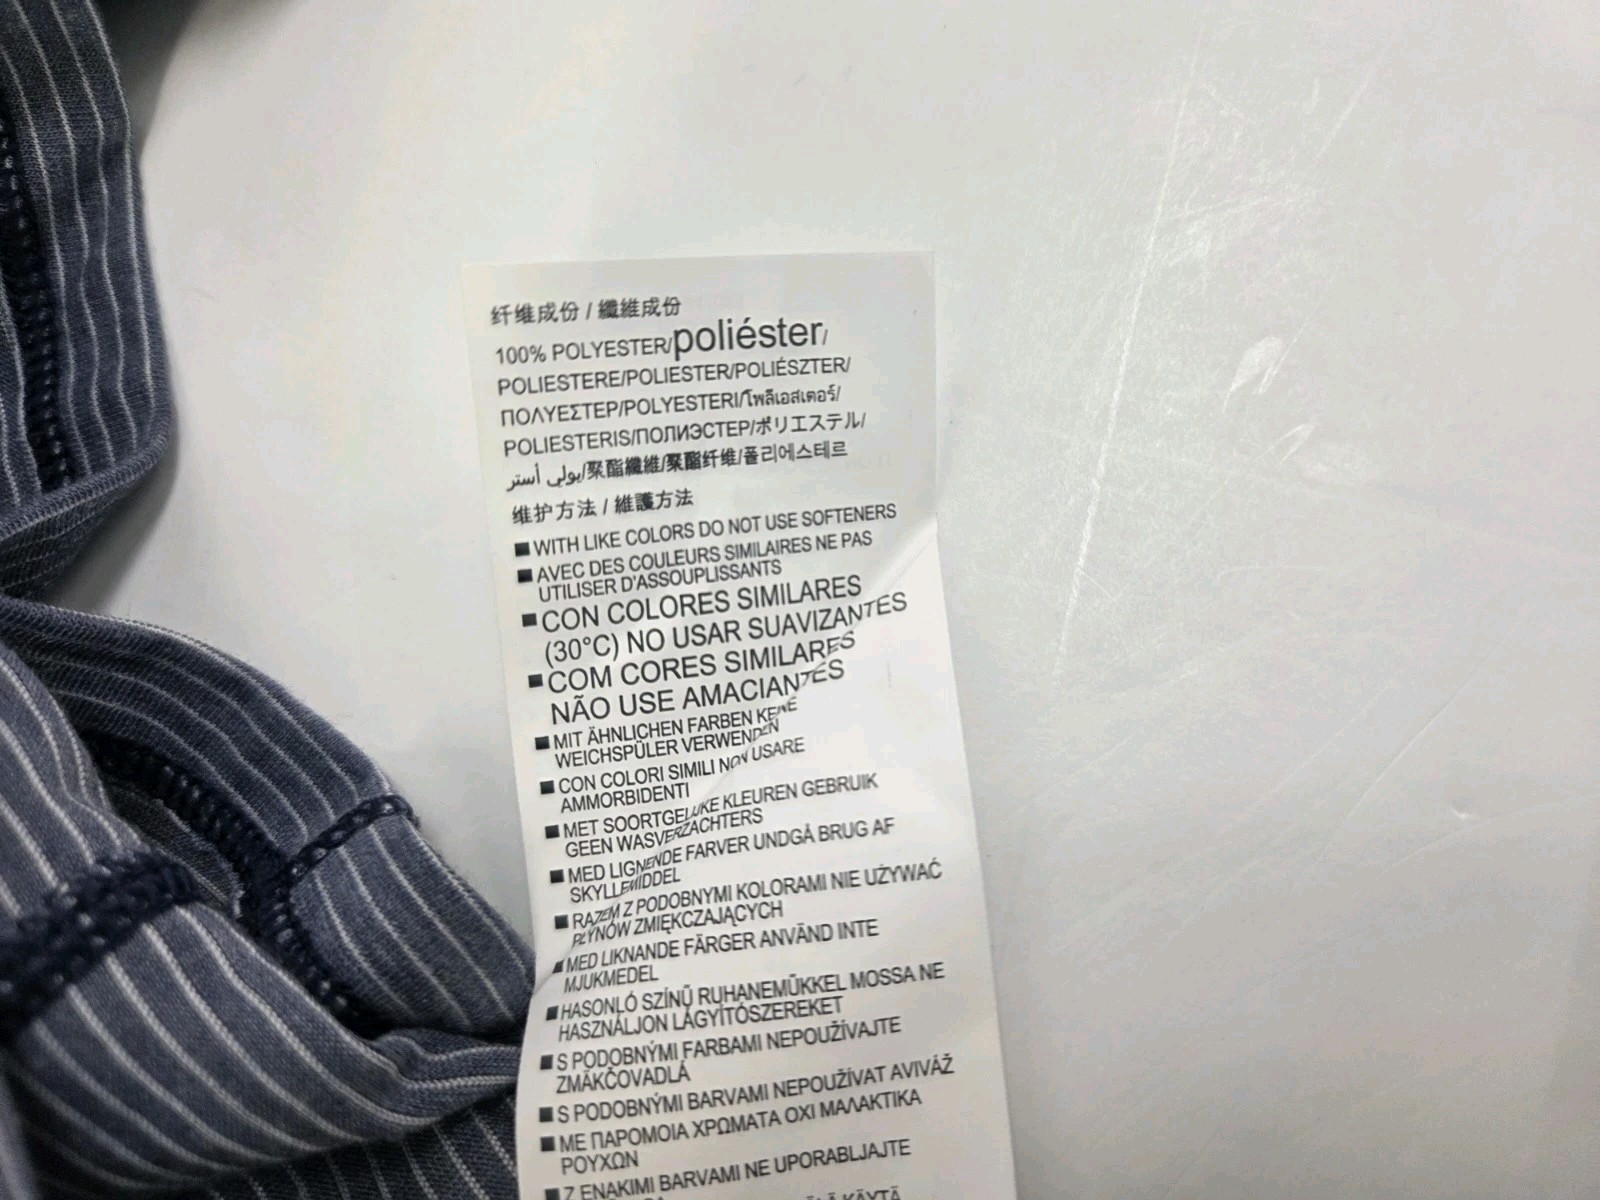 纤维成份 / 纖維成份
100% POLYESTER/poliéster/
POLIESTERE/POLIESTER/POLIÉSZTER/
ΠΟΛΥΕΣΤΕΡ/POLYESTERI/โพลีเอสเตอร์/
POLIESTERIS/ПОЛИЭСТЕР/ポリエステル/
بولي أستر/聚酯纖維/聚酯纤维/폴리에스테르
维护方法 / 維護方法
■ WITH LIKE COLORS DO NOT USE SOFTENERS
■ AVEC DES COULEURS SIMILAIRES NE PAS
UTILISER D'ASSOUPLISSANTS
■ CON COLORES SIMILARES
(30°C) NO USAR SUAVIZANTES
■ COM CORES SIMILARES
NÃO USE AMACIANTES
■ MIT ÄHNLICHEN FARBEN KEINE
WEICHSPÜLER VERWENDEN
■ CON COLORI SIMILI NON USARE
AMMORBIDENTI
■ MET SOORTGELIJKE KLEUREN GEBRUIK
GEEN WASVERZACHTERS
■ MED LIGNENDE FARVER UNDGÅ BRUG AF
SKYLLEMIDDEL
■ RAZEM Z PODOBNYMI KOLORAMI NIE UŻYWAĆ
PŁYNÓW ZMIĘKCZAJĄCYCH
■ MED LIKNANDE FÄRGER ANVÄND INTE
MJUKMEDEL
■ HASONLÓ SZÍNŰ RUHANEMŰKKEL MOSSA NE
HASZNÁLJON LÁGYÍTÓSZEREKET
■ S PODOBNÝMI FARBAMI NEPOUŽÍVAJTE
ZMÄKČOVADLÁ
■ S PODOBNÝMI BARVAMI NEPOUŽÍVAT AVIVÁŽ
■ ΜΕ ΠΑΡΟΜΟΙΑ ΧΡΩΜΑΤΑ ΟΧΙ ΜΑΛΑΚΤΙΚΑ
ΡΟΥΧΩΝ
■ Z ENAKIMI BARVAMI NE UPORABLJAJTE
KÄYTÄ